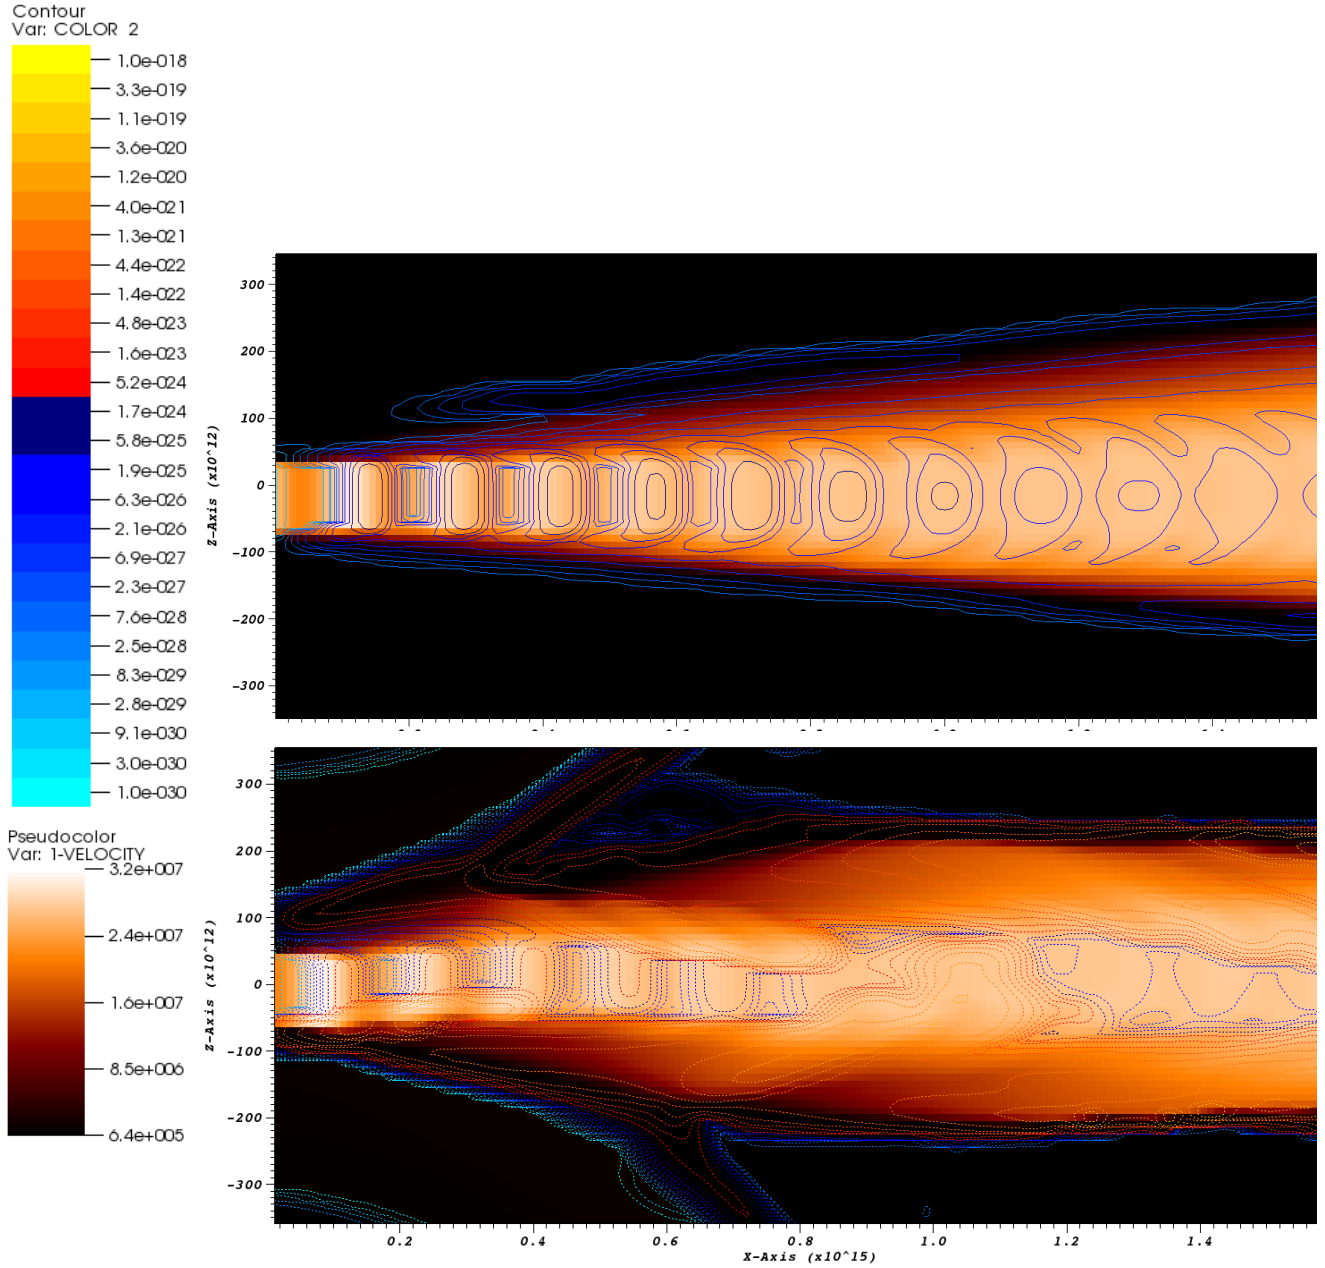 Contour
Var: COLOR 2
1.0e-018
3.3e-019
1.1e-019
3.6e-020
1.2e-020
4.0e-021
1.3e-021
4.4e-022
1.4e-022
4.8e-023
1.6e-023
5.2e-024
1.7e-024
5.8e-025
1.9e-025
6.3e-026
2.1e-026
6.9e-027
2.3e-027
7.6e-028
2.5e-028
8.3e-029
2.8e-029
9.1e-030
3.0e-030
1.0e-030
Pseudocolor
Var: 1-VELOCITY
3.2e+007
2.4e+007
1.6e+007
8.5e+006
6.4e+005
300
200
100
0
-100
-200
-300
Z-Axis (x10^12)
300
200
100
0
-100
-200
-300
Z-Axis (x10^12)
0.2 0.4 0.6 0.8 1.0 1.2 1.4
X-Axis (x10^15)